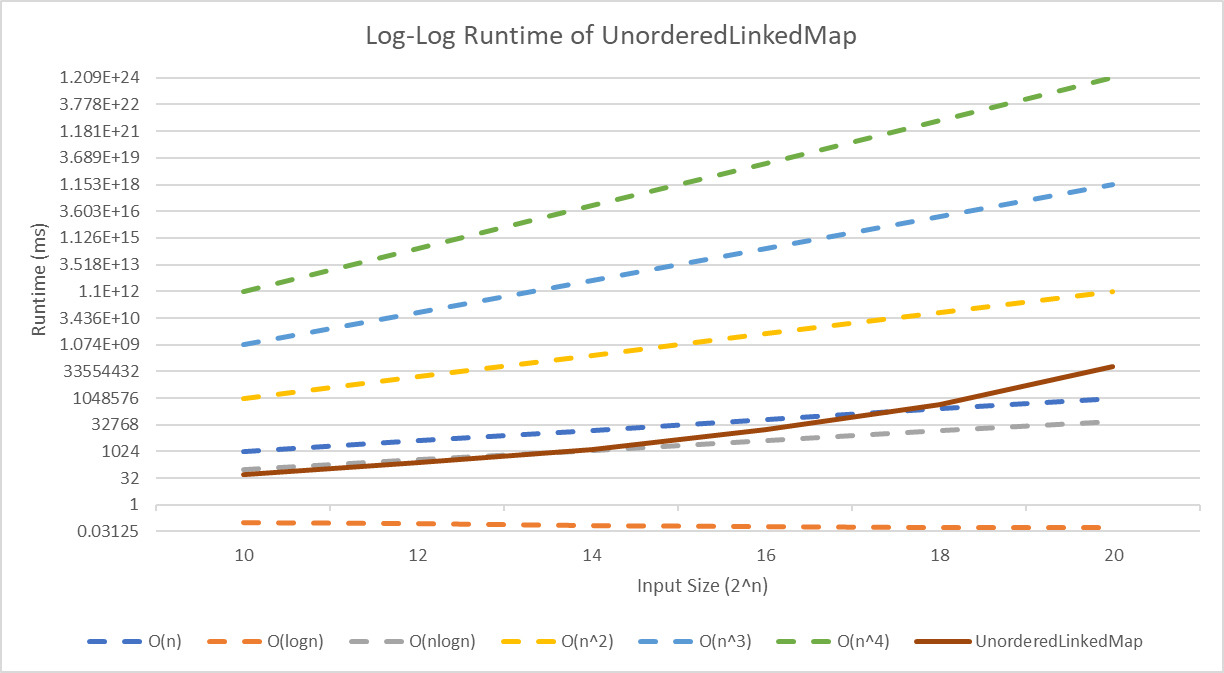 Log-Log Runtime of UnorderedLinkedMap
1.209E+24
3.778E+22
1.181E+21
3.689E+19
1.153E+18
3.603E+16
1.126E+15
3.518E+13
1.1E+12
3.436E+10
1.074E+09
33554432
1048576
32768
1024
32
1
0.03125
Runtime (ms)
10 12 14 16 18 20
Input Size (2^n)
O(n) O(logn) O(nlogn) O(n^2) O(n^3) O(n^4) UnorderedLinkedMap